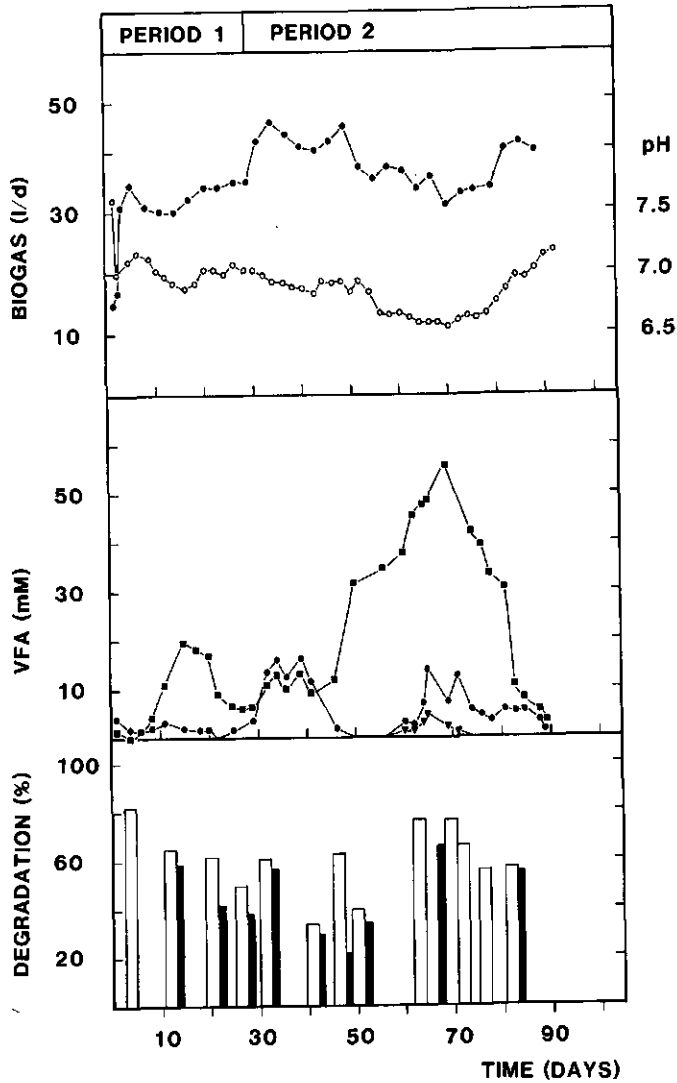 PERIOD 1 PERIOD 2
50
30
10
BIOGAS (l/d)
pH
7.5
7.0
6.5
50
30
10
VFA (mM)
100
60
20
DEGRADATION (%)
10 30 50 70 90
TIME (DAYS)